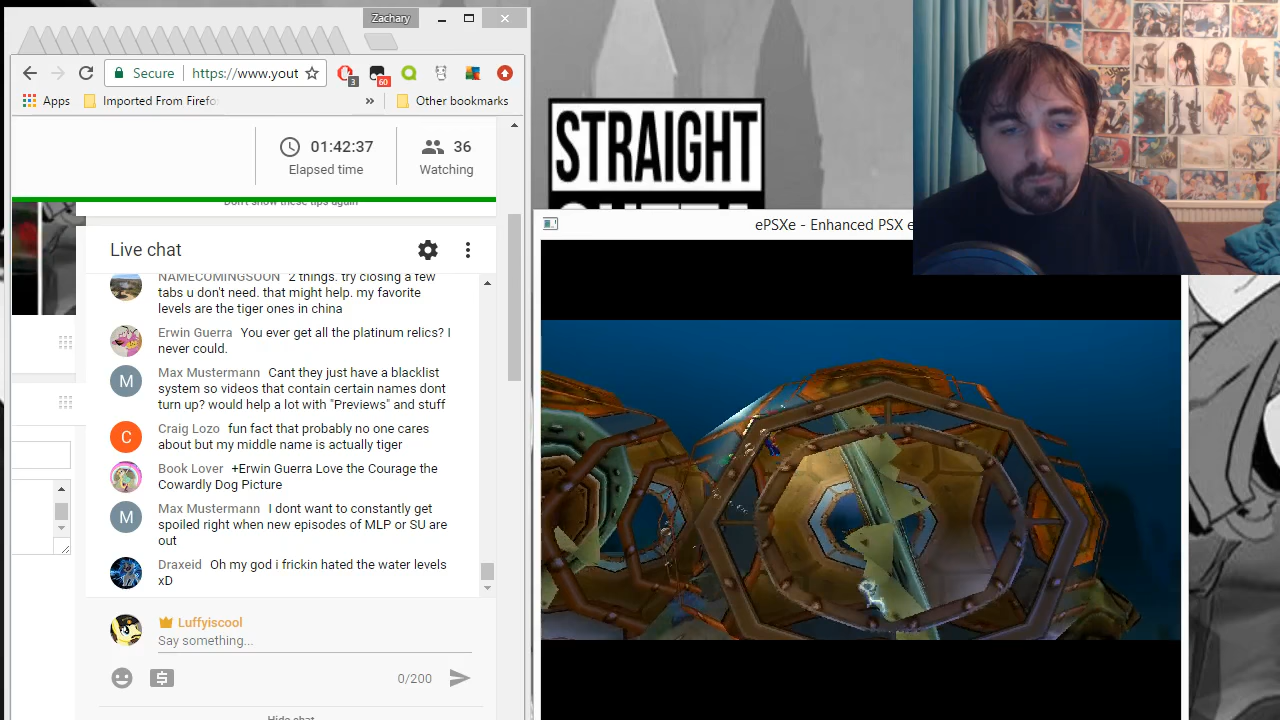 Zachary
Secure
https://www.yout
3
60
Apps
Imported From Firefo
»
Other bookmarks
01:42:37
Elapsed time
36
Watching
Don't show these tips again
Live chat
NAMECOMINGSOON 2 things. try closing a few
tabs u don't need. that might help. my favorite
levels are the tiger ones in china
Erwin Guerra You ever get all the platinum relics? I
never could.
M
Max Mustermann Cant they just have a blacklist
system so videos that contain certain names dont
turn up? would help a lot with "Previews" and stuff
C
Craig Lozo fun fact that probably no one cares
about but my middle name is actually tiger
Book Lover +Erwin Guerra Love the Courage the
Cowardly Dog Picture
M
Max Mustermann I dont want to constantly get
spoiled right when new episodes of MLP or SU are
out
Draxeid Oh my god i frickin hated the water levels
xD
Luffyiscool
Say something...
0/200
Hide chat
STRAIGHT
ePSXe - Enhanced PSX e